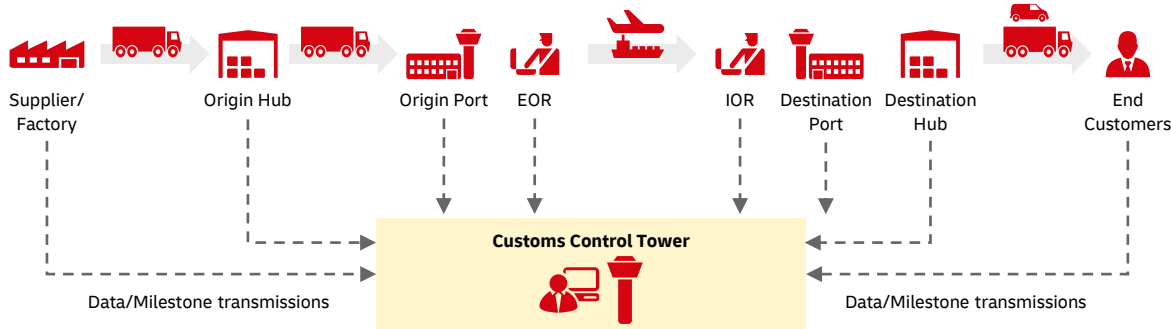 Supplier/
Factory
Origin Hub
Origin Port
EOR
IOR
Destination
Port
Destination
Hub
End
Customers
Customs Control Tower
Data/Milestone transmissions
Data/Milestone transmissions